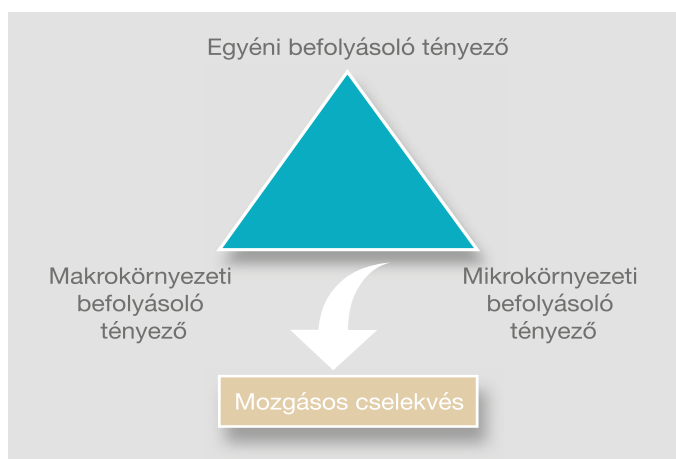 Egyéni befolyásoló tényező
Makrokörnyezeti
befolyásoló
tényező
Mikrokörnyezeti
befolyásoló
tényező
Mozgásos cselekvés